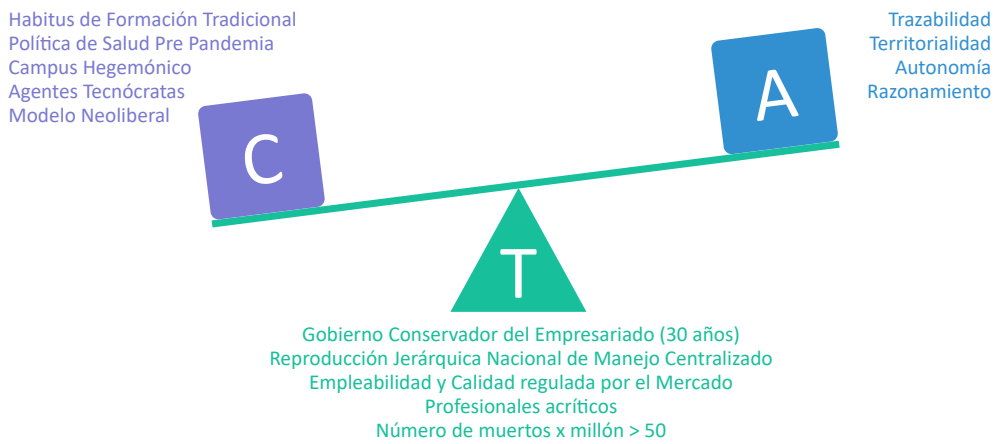 Habitus de Formación Tradicional
Política de Salud Pre Pandemia
Campus Hegemónico
Agentes Tecnócratas
Modelo Neoliberal
C
Trazabilidad
Territorialidad
Autonomía
Razonamiento
A
T
Gobierno Conservador del Empresariado (30 años)
Reproducción Jerárquica Nacional de Manejo Centralizado
Empleabilidad y Calidad regulada por el Mercado
Profesionales acríticos
Número de muertos x millón > 50